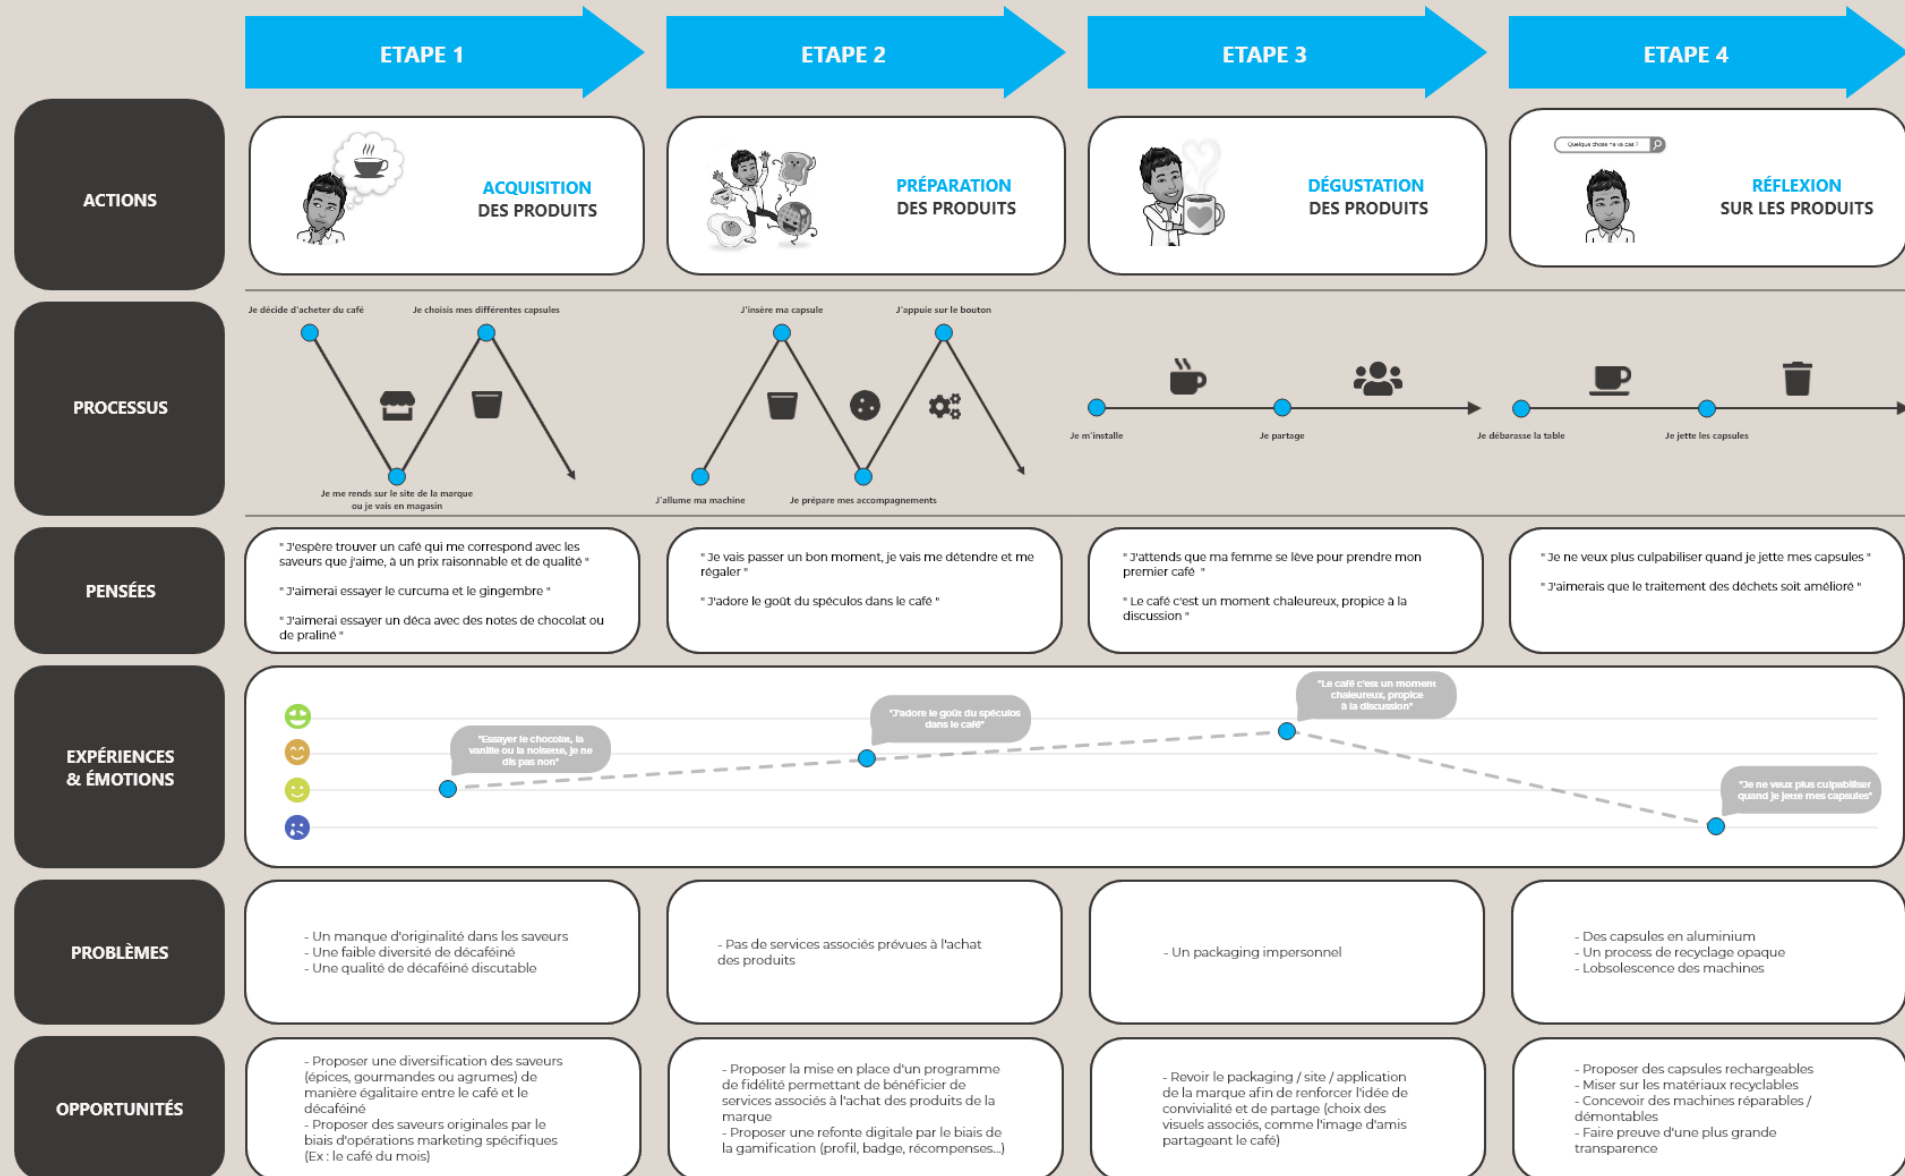 ETAPE 1
ETAPE 2
ETAPE 3
ETAPE 4
ACTIONS
ACQUISITION
DES PRODUITS
PRÉPARATION
DES PRODUITS
DÉGUSTATION
DES PRODUITS
Quelque chose ne va pas ?
RÉFLEXION
SUR LES PRODUITS
PROCESSUS
Je décide d'acheter du café
Je choisis mes différentes capsules
Je me rends sur le site de la marque
ou je vais en magasin
J'insère ma capsule
J'appuie sur le bouton
J'allume ma machine
Je prépare mes accompagnements
Je m'installe
Je partage
Je débarasse la table
Je jette les capsules
PENSÉES
" J'espère trouver un café qui me correspond avec les
saveurs que j'aime, à un prix raisonnable et de qualité "
" J'aimerai essayer le curcuma et le gingembre "
" J'aimerai essayer un déca avec des notes de chocolat ou
de praliné "
" Je vais passer un bon moment, je vais me détendre et me
régaler "
" J'adore le goût du spéculos dans le café "
" J'attends que ma femme se lève pour prendre mon
premier café "
" Le café c'est un moment chaleureux, propice à la
discussion "
" Je ne veux plus culpabiliser quand je jette mes capsules "
" J'aimerais que le traitement des déchets soit amélioré "
EXPÉRIENCES
& ÉMOTIONS
"Essayer le chocolat, la
vanille ou la noisette, je ne
dis pas non"
"J'adore le goût du spéculos
dans le café"
"Le café c'est un moment
chaleureux, propice
à la discussion"
"Je ne veux plus culpabiliser
quand je jette mes capsules"
PROBLÈMES
- Un manque d'originalité dans les saveurs
- Une faible diversité de décaféiné
- Une qualité de décaféiné discutable
- Pas de services associés prévues à l'achat
des produits
- Un packaging impersonnel
- Des capsules en aluminium
- Un process de recyclage opaque
- Lobsolescence des machines
OPPORTUNITÉS
- Proposer une diversification des saveurs
(épices, gourmandes ou agrumes) de
manière égalitaire entre le café et le
décaféiné
- Proposer des saveurs originales par le
biais d'opérations marketing spécifiques
(Ex : le café du mois)
- Proposer la mise en place d'un programme
de fidélité permettant de bénéficier de
services associés à l'achat des produits de la
marque
- Proposer une refonte digitale par le biais de
la gamification (profil, badge, récompenses...)
- Revoir le packaging / site / application
de la marque afin de renforcer l'idée de
convivialité et de partage (choix des
visuels associés, comme l'image d'amis
partageant le café)
- Proposer des capsules rechargeables
- Miser sur les matériaux recyclables
- Concevoir des machines réparables /
démontables
- Faire preuve d'une plus grande
transparence